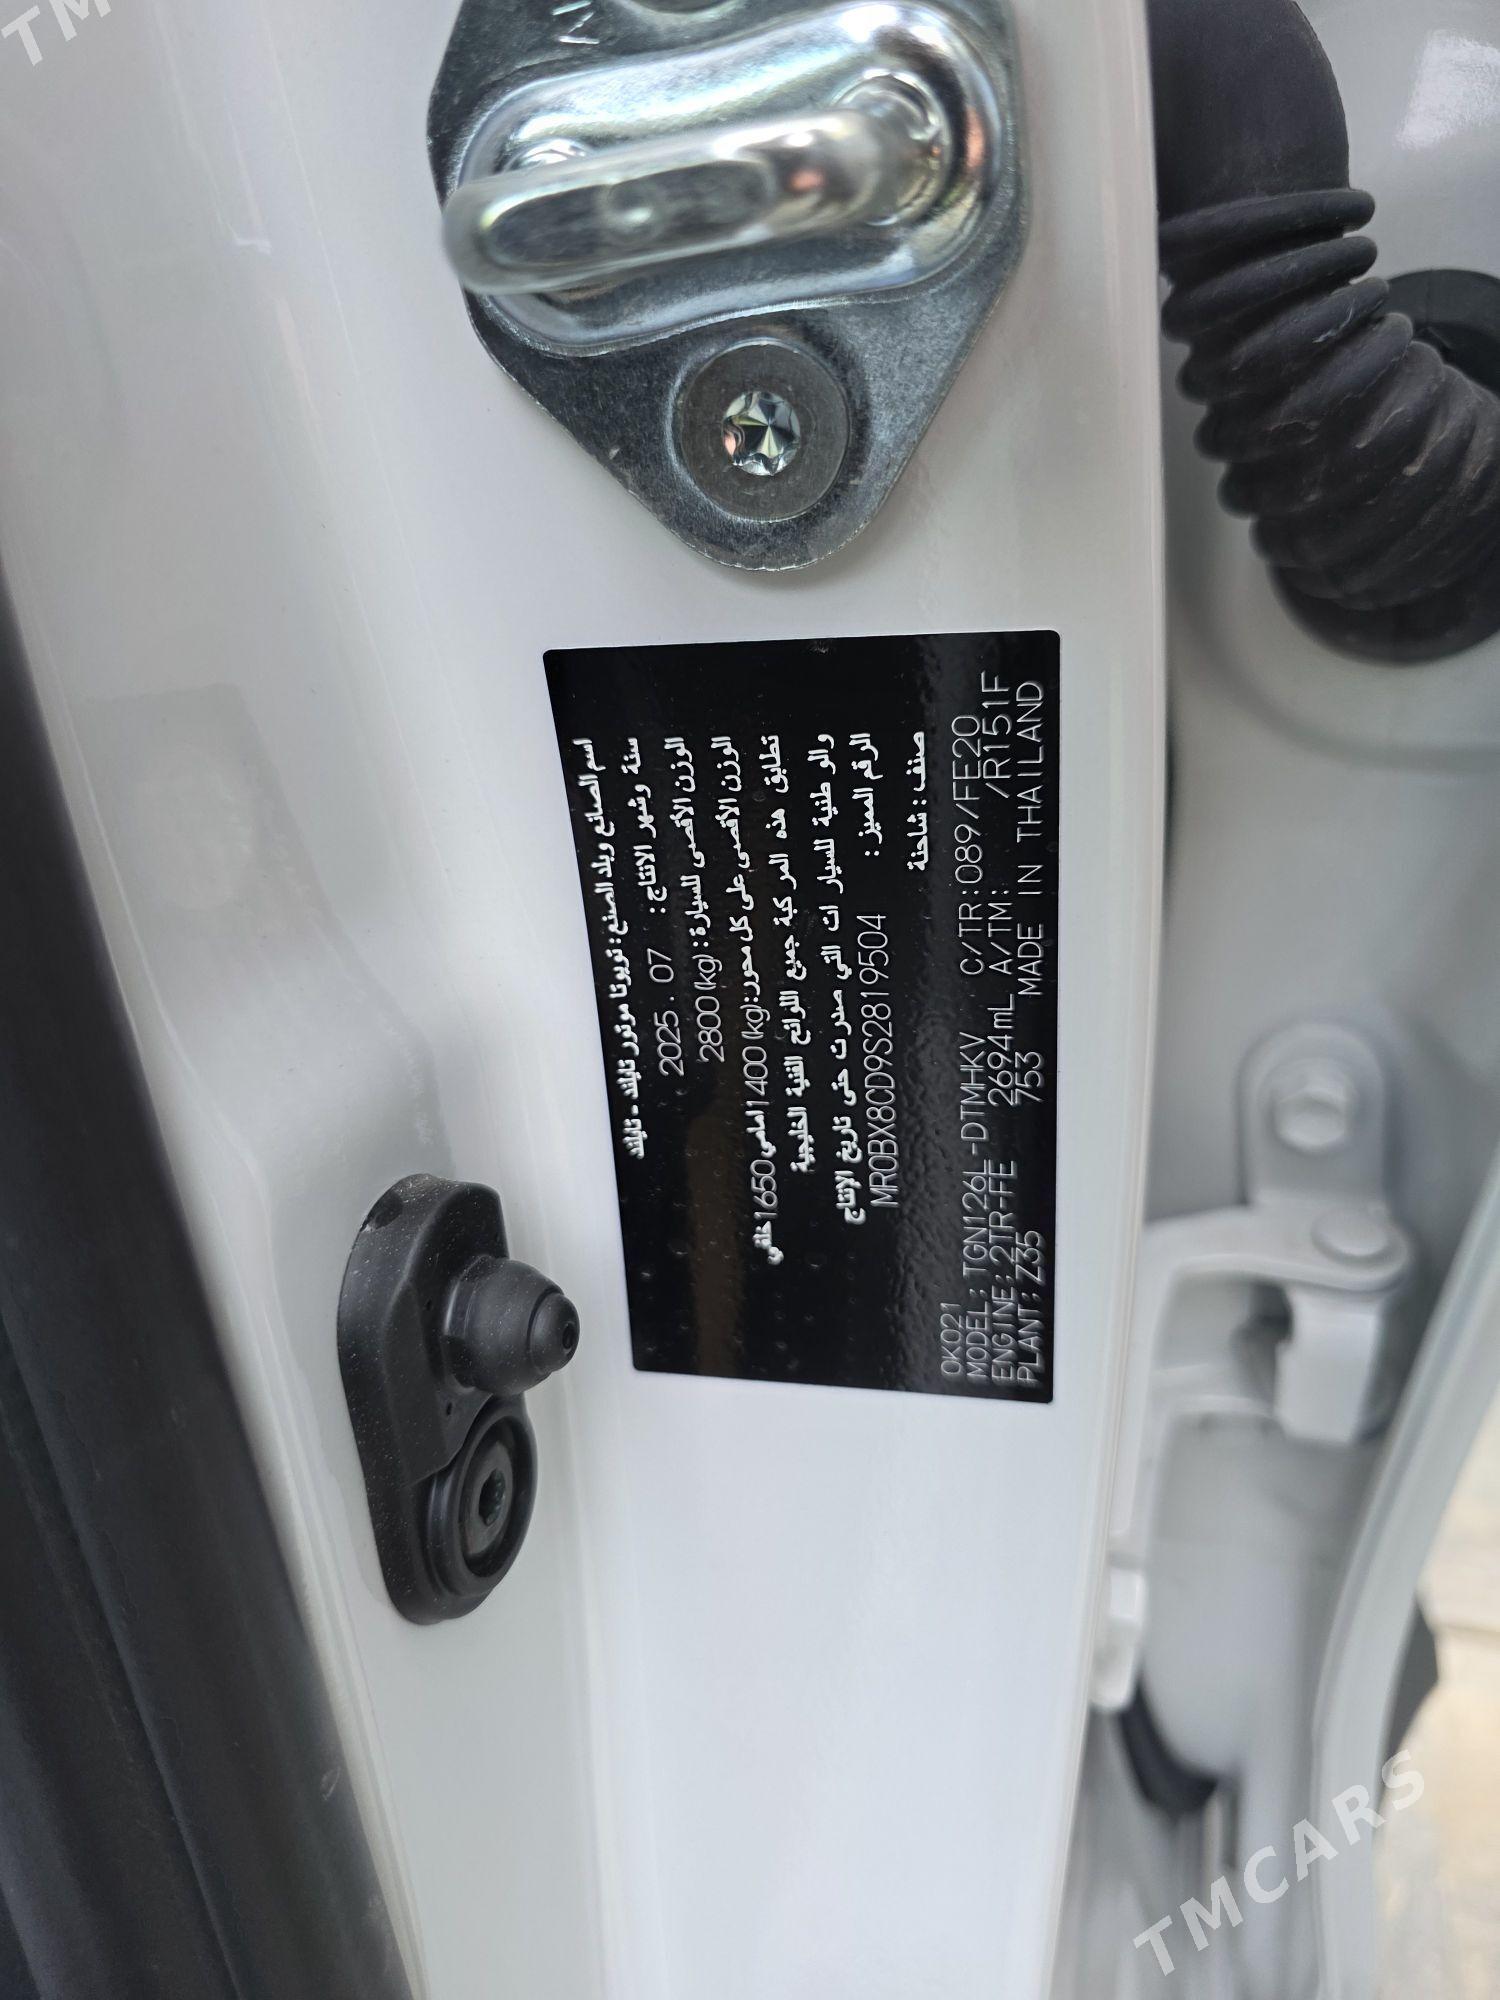 اسم الصانع وبلد الصنع : تويوتا موتور تايلند - تايلند
سنة وشهر الانتاج : 2025. 07
الوزن الأقصى للسيارة : 2800 (kg)
الوزن الأقصى على كل محور: (kg) 1400 امامي 1650 خلفي
تطابق هذه المركبة جميع اللوائح الفنية الخليجية
والوطنية للسيارات التي صدرت حتى تاريخ الإنتاج
الرقم المميز : MR0BX8CD9S2819504
صنف : شاحنة
0K021
MODEL: TGN126L-DTMHKV C/TR:089/FE20
ENGINE: 2TR-FE 2694mL A/TM: /R151F
PLANT: Z35 753 MADE IN THAILAND
TMCARS